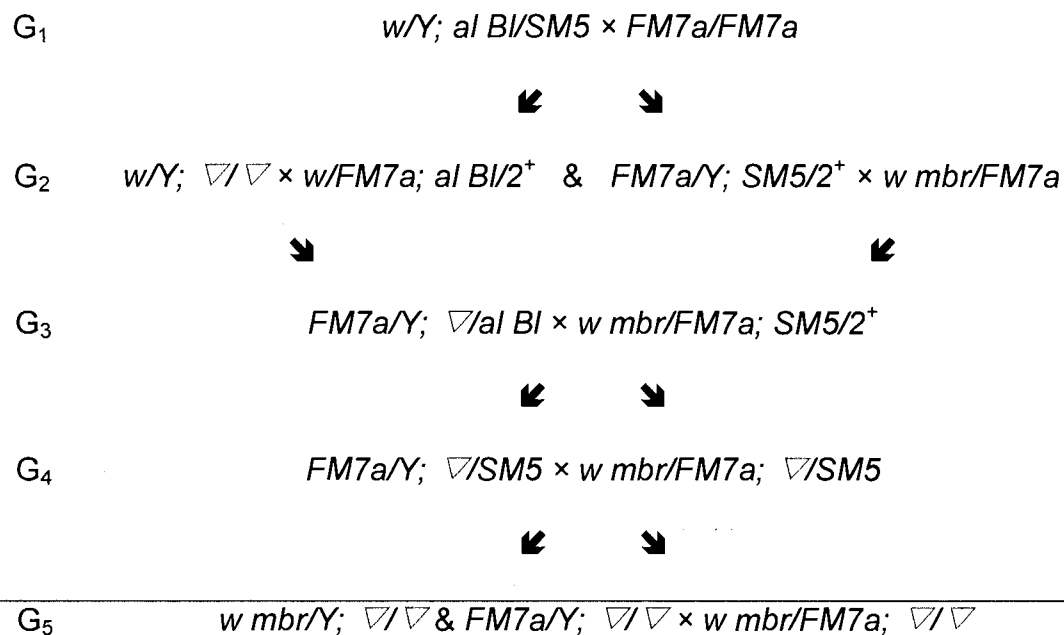 G₁ w/Y; al Bl/SM5 × FM7a/FM7a
G₂ w/Y; ▽/▽ × w/FM7a; al Bl/2⁺ & FM7a/Y; SM5/2⁺ × w mbr/FM7a
G₃ FM7a/Y; ▽/al Bl × w mbr/FM7a; SM5/2⁺
G₄ FM7a/Y; ▽/SM5 × w mbr/FM7a; ▽/SM5
G₅ w mbr/Y; ▽/▽ & FM7a/Y; ▽/▽ × w mbr/FM7a; ▽/▽